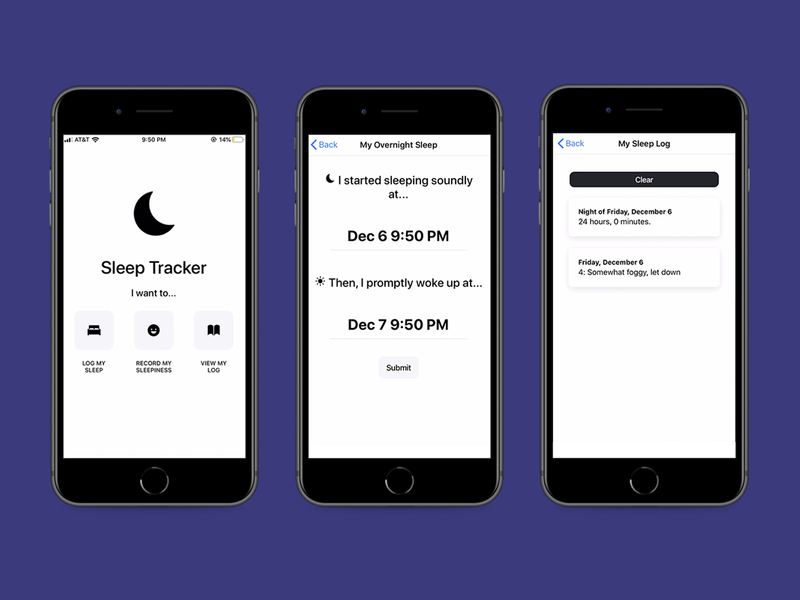 AT&T 9:50 PM 14%
Sleep Tracker
I want to...
LOG MY
SLEEP
RECORD MY
SLEEPINESS
VIEW MY
LOG
Back My Overnight Sleep
I started sleeping soundly
at...
Dec 6 9:50 PM
Then, I promptly woke up at...
Dec 7 9:50 PM
Submit
Back My Sleep Log
Clear
Night of Friday, December 6
24 hours, 0 minutes.
Friday, December 6
4: Somewhat foggy, let down